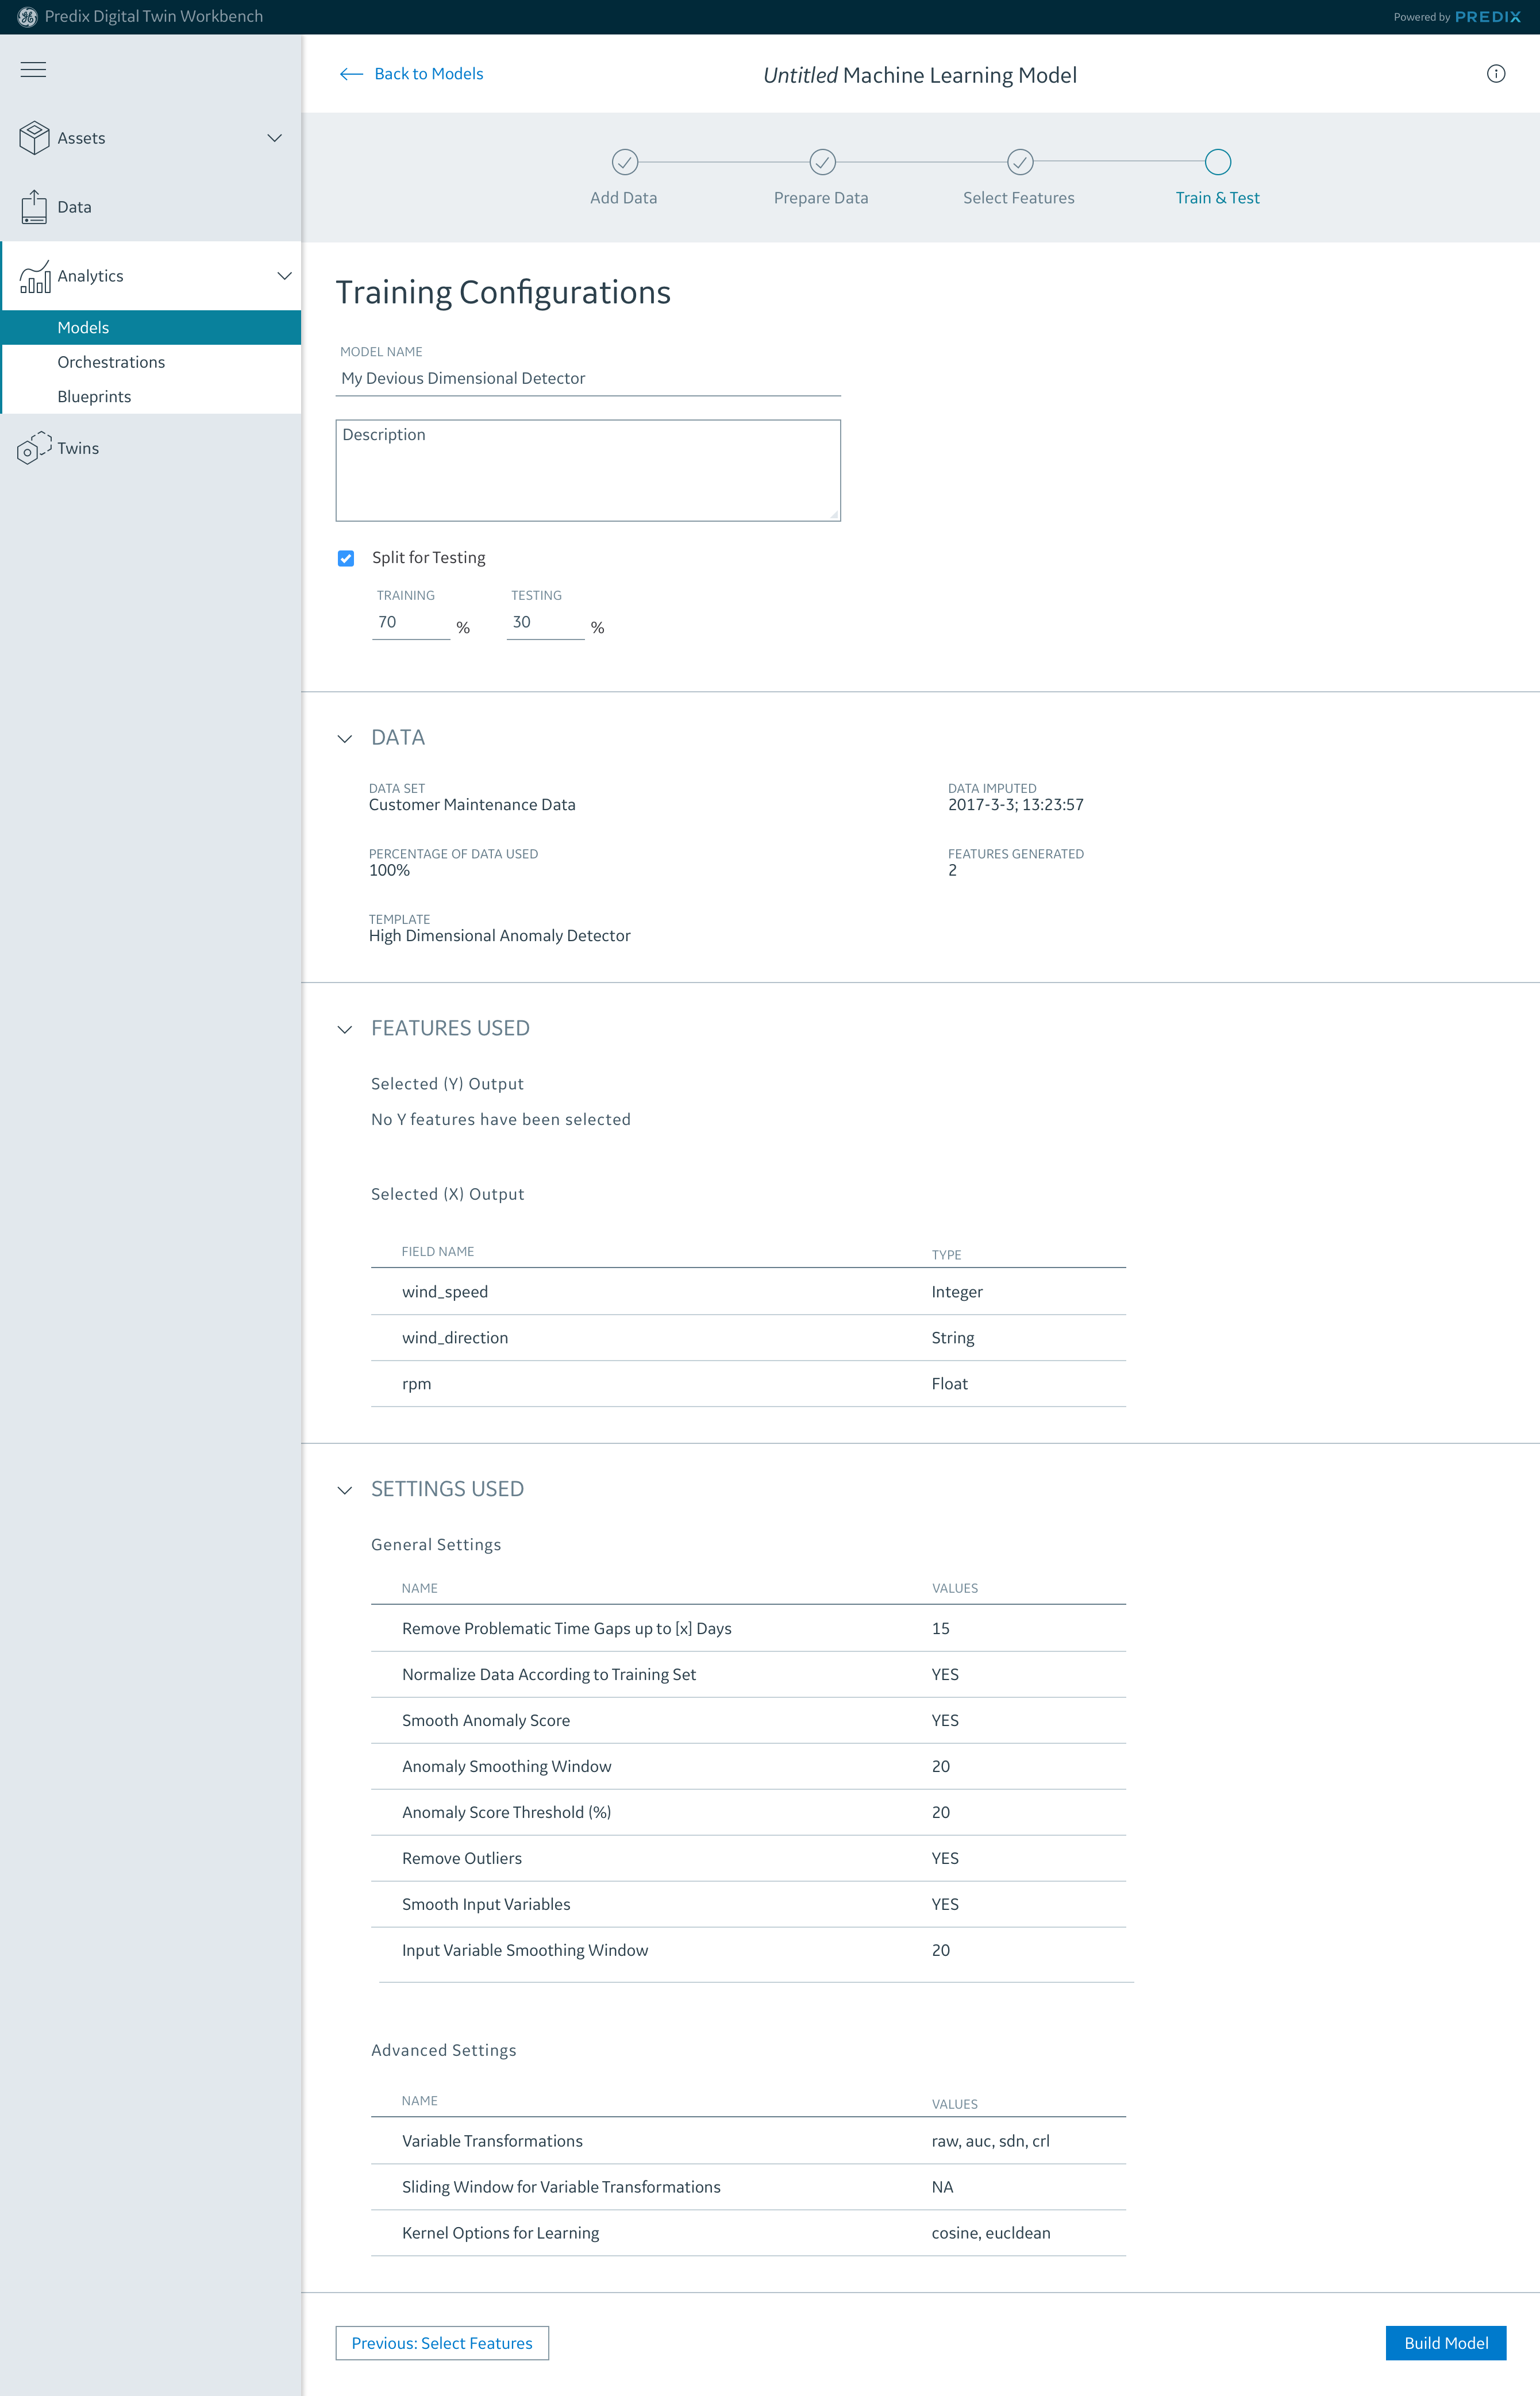 Predix Digital Twin Workbench
Powered by PREDIX
Back to Models
Untitled Machine Learning Model
Assets
Data
Analytics
Models
Orchestrations
Blueprints
Twins
Add Data
Prepare Data
Select Features
Train & Test
Training Configurations
MODEL NAME
My Devious Dimensional Detector
Description
Split for Testing
TRAINING TESTING
70 % 30 %
DATA
DATA SET DATA IMPUTED
Customer Maintenance Data 2017-3-3; 13:23:57
PERCENTAGE OF DATA USED FEATURES GENERATED
100% 2
TEMPLATE
High Dimensional Anomaly Detector
FEATURES USED
Selected (Y) Output
No Y features have been selected
Selected (X) Output
FIELD NAME TYPE
wind_speed Integer
wind_direction String
rpm Float
SETTINGS USED
General Settings
NAME VALUES
Remove Problematic Time Gaps up to [x] Days 15
Normalize Data According to Training Set YES
Smooth Anomaly Score YES
Anomaly Smoothing Window 20
Anomaly Score Threshold (%) 20
Remove Outliers YES
Smooth Input Variables YES
Input Variable Smoothing Window 20
Advanced Settings
NAME VALUES
Variable Transformations raw, auc, sdn, crl
Sliding Window for Variable Transformations NA
Kernel Options for Learning cosine, eucldean
Previous: Select Features
Build Model